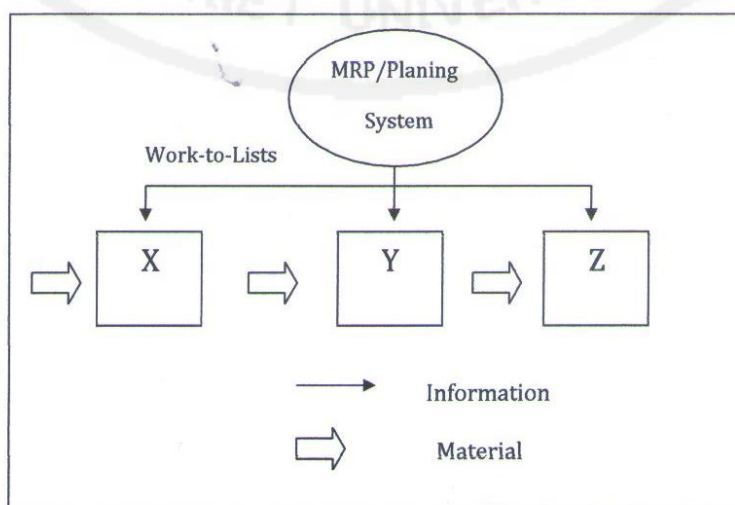 MRP/Planing
System
Work-to-Lists
X
Y
Z
Information
Material